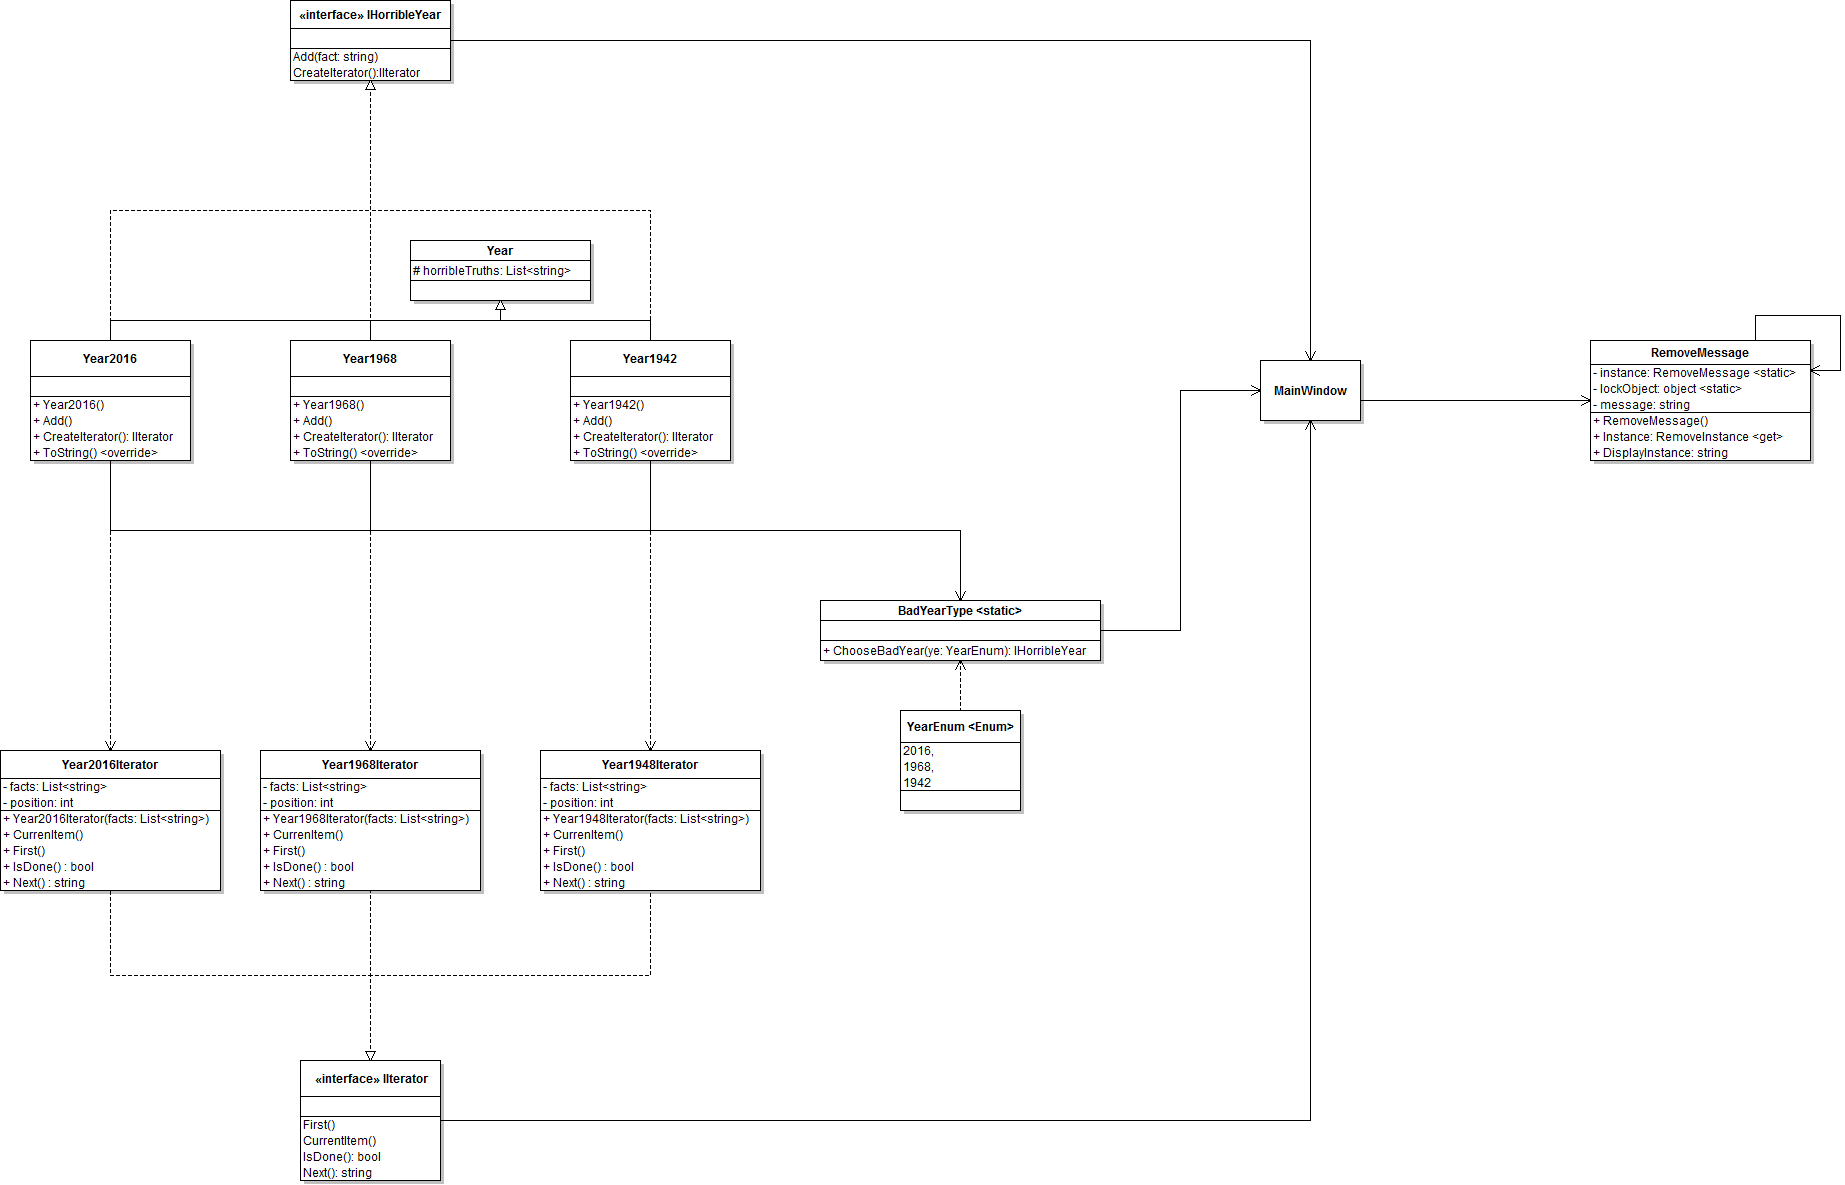 «interface» IHorribleYear
Add(fact: string)
CreateIterator():IIterator
Year
# horribleTruths: List<string>
Year2016
+ Year2016()
+ Add()
+ CreateIterator(): IIterator
+ ToString() <override>
Year1968
+ Year1968()
+ Add()
+ CreateIterator(): IIterator
+ ToString() <override>
Year1942
+ Year1942()
+ Add()
+ CreateIterator(): IIterator
+ ToString() <override>
MainWindow
RemoveMessage
- instance: RemoveMessage <static>
- lockObject: object <static>
- message: string
+ RemoveMessage()
+ Instance: RemoveInstance <get>
+ DisplayInstance: string
BadYearType <static>
+ ChooseBadYear(ye: YearEnum): IHorribleYear
YearEnum <Enum>
2016,
1968,
1942
Year2016Iterator
- facts: List<string>
- position: int
+ Year2016Iterator(facts: List<string>)
+ CurrenItem()
+ First()
+ IsDone() : bool
+ Next() : string
Year1968Iterator
- facts: List<string>
- position: int
+ Year1968Iterator(facts: List<string>)
+ CurrenItem()
+ First()
+ IsDone() : bool
+ Next() : string
Year1948Iterator
- facts: List<string>
- position: int
+ Year1948Iterator(facts: List<string>)
+ CurrenItem()
+ First()
+ IsDone() : bool
+ Next() : string
«interface» IIterator
First()
CurrentItem()
IsDone(): bool
Next(): string